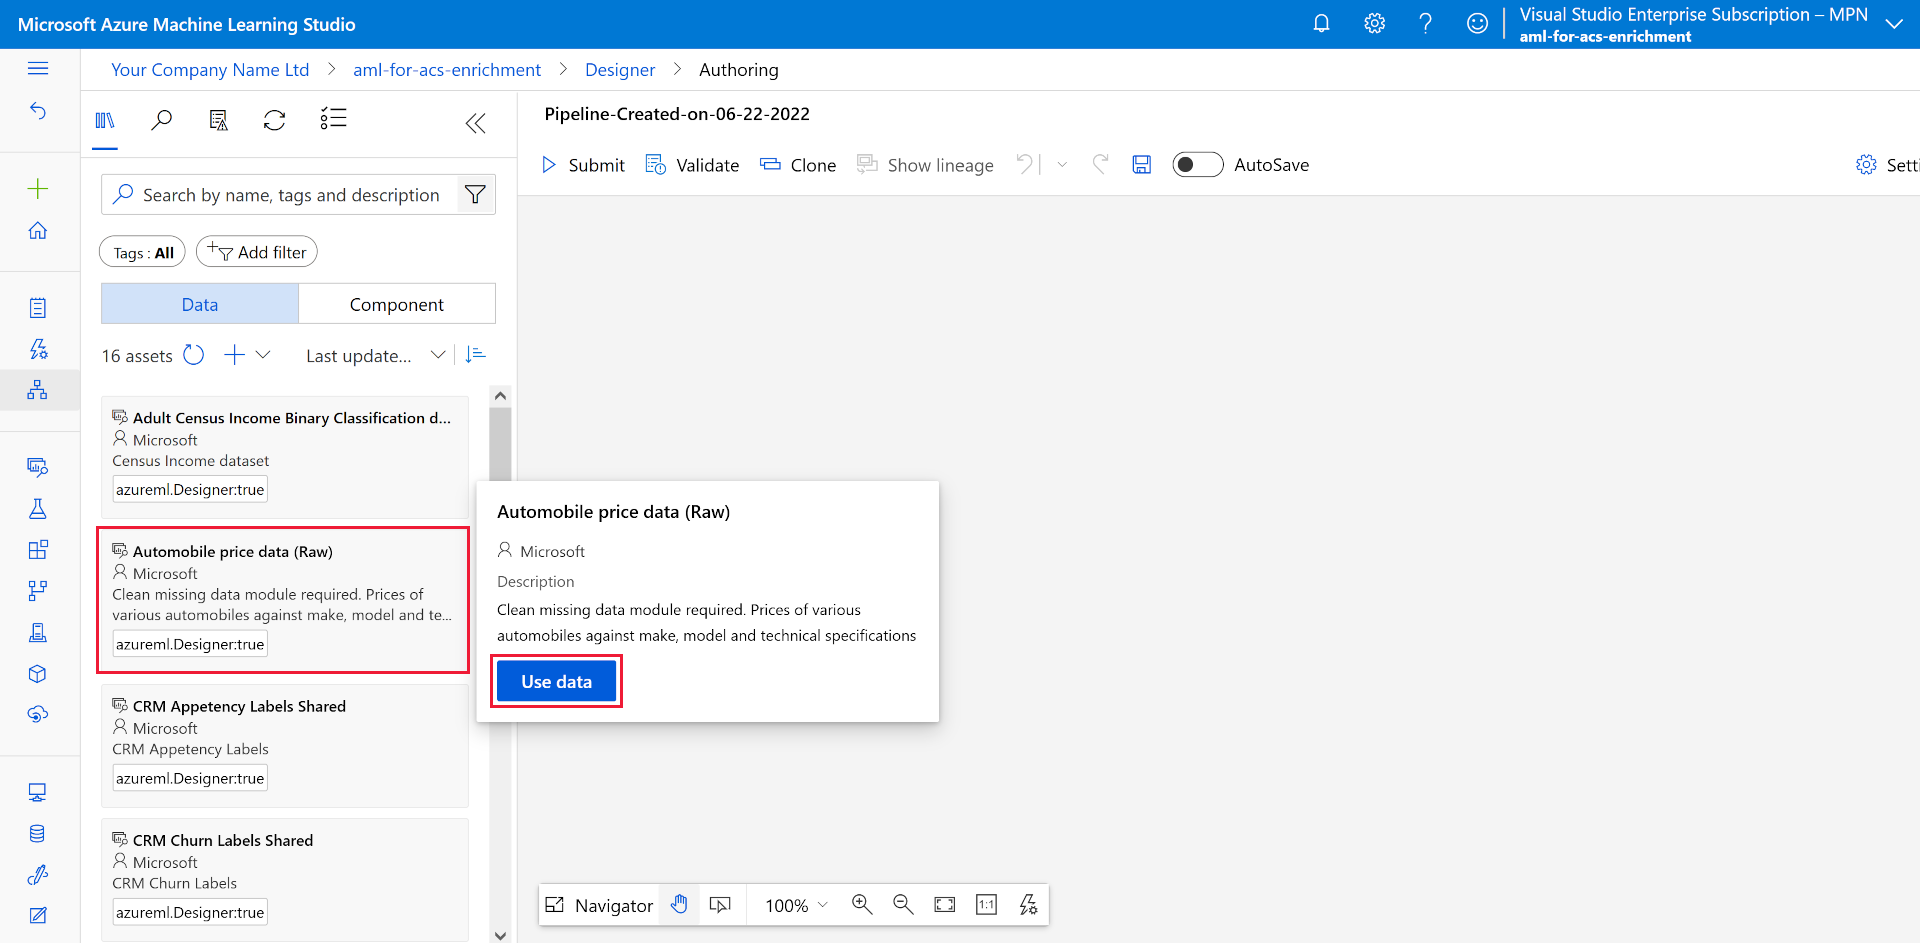 Microsoft Azure Machine Learning Studio
Visual Studio Enterprise Subscription – MPN
aml-for-acs-enrichment
Your Company Name Ltd > aml-for-acs-enrichment > Designer > Authoring
Pipeline-Created-on-06-22-2022
Submit Validate Clone Show lineage AutoSave Setti
Search by name, tags and description
Tags : All Add filter
Data Component
16 assets Last update...
Adult Census Income Binary Classification d...
Microsoft
Census Income dataset
azureml.Designer:true
Automobile price data (Raw)
Microsoft
Clean missing data module required. Prices of
various automobiles against make, model and te...
azureml.Designer:true
CRM Appetency Labels Shared
Microsoft
CRM Appetency Labels
azureml.Designer:true
CRM Churn Labels Shared
Microsoft
CRM Churn Labels
azureml.Designer:true
Automobile price data (Raw)
Microsoft
Description
Clean missing data module required. Prices of various
automobiles against make, model and technical specifications
Use data
Navigator 100% 1:1